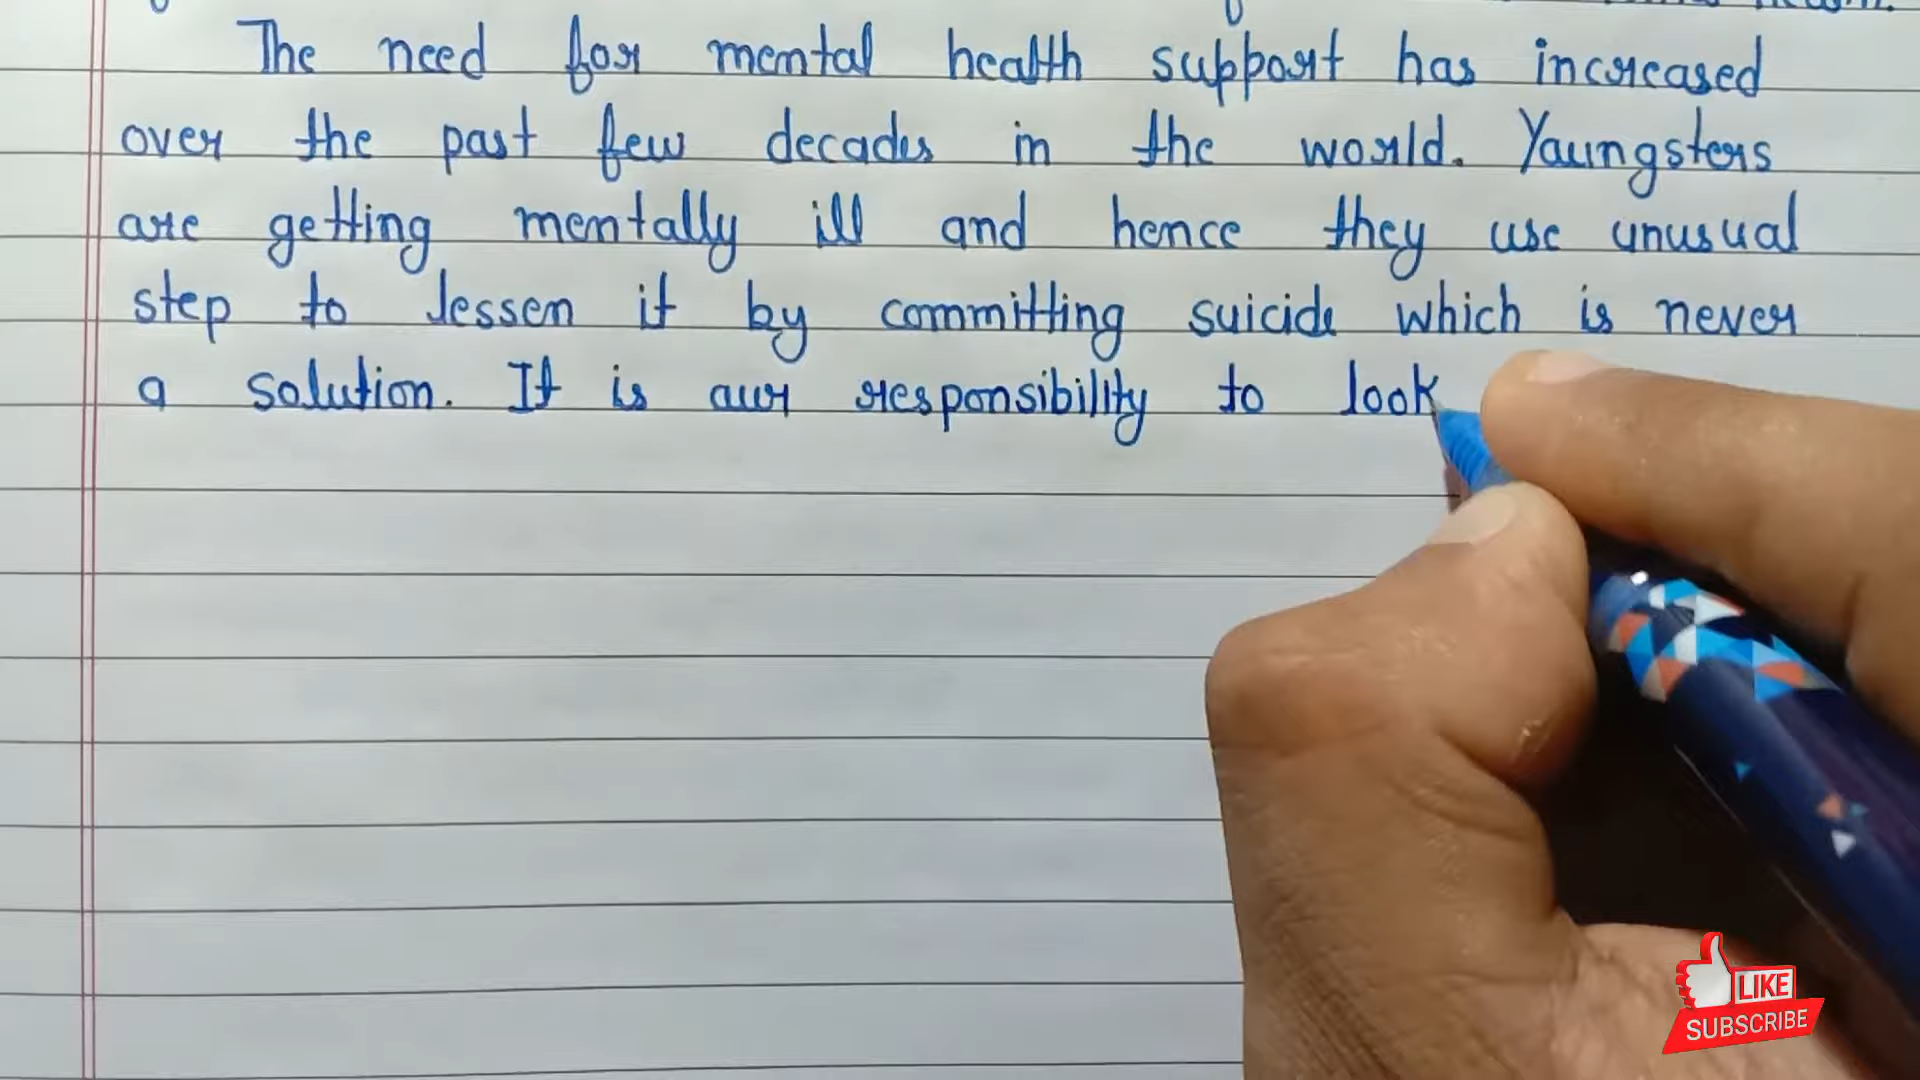 The need for mental health support has increased
over the past few decades in the world. Youngsters
are getting mentally ill and hence they use unusual
step to lessen it by committing suicide which is never
a solution. It is our responsibility to look
LIKE
SUBSCRIBE